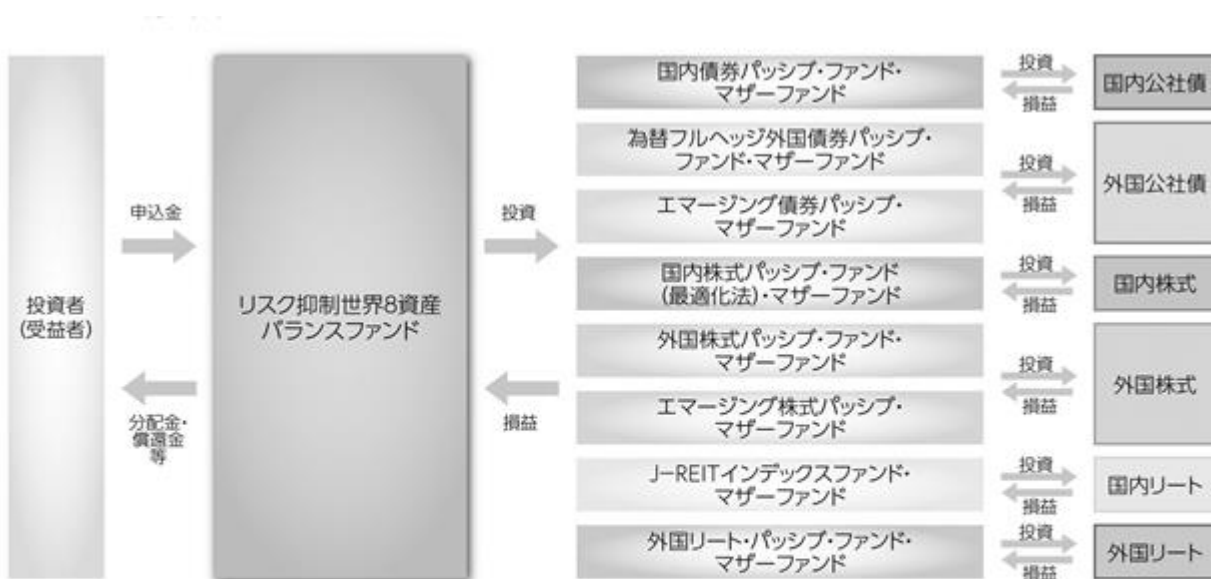 投資者
(受益者)
申込金
分配金・
償還金
等
リスク抑制世界8資産
バランスファンド
投資
損益
国内債券パッシブ・ファンド・
マザーファンド
投資
損益
国内公社債
為替フルヘッジ外国債券パッシブ・
ファンド・マザーファンド
エマージング債券パッシブ・
マザーファンド
投資
損益
外国公社債
国内株式パッシブ・ファンド
(最適化法)・マザーファンド
投資
損益
国内株式
外国株式パッシブ・ファンド・
マザーファンド
エマージング株式パッシブ・
マザーファンド
投資
損益
外国株式
J-REITインデックスファンド・
マザーファンド
投資
損益
国内リート
外国リート・パッシブ・ファンド・
マザーファンド
投資
損益
外国リート